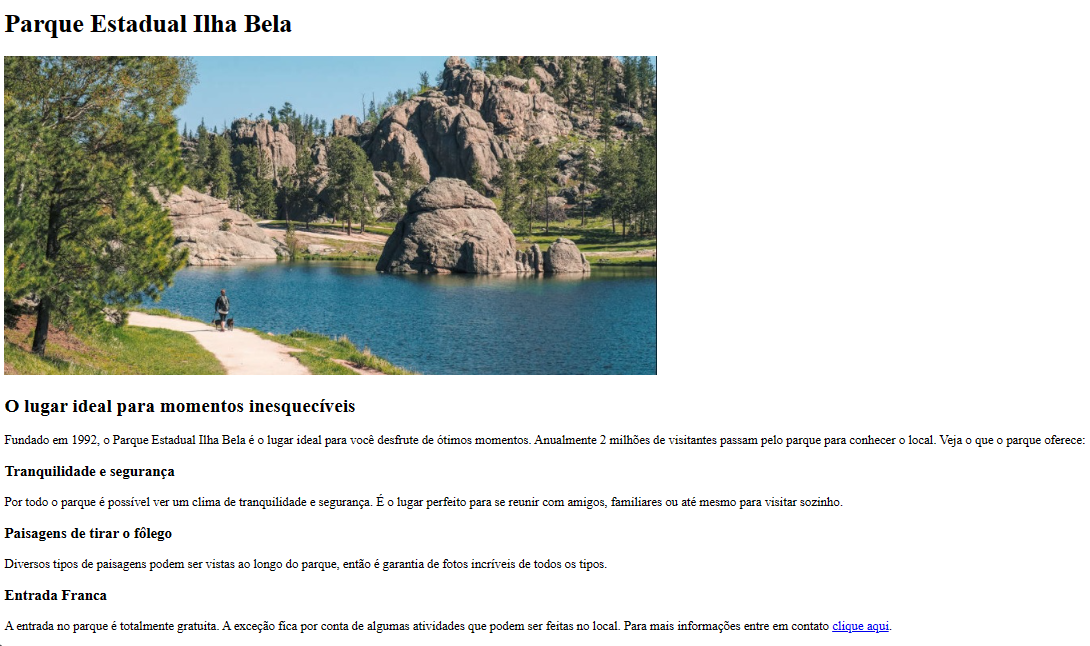 Parque Estadual Ilha Bela
O lugar ideal para momentos inesquecíveis
Fundado em 1992, o Parque Estadual Ilha Bela é o lugar ideal para você desfrute de ótimos momentos. Anualmente 2 milhões de visitantes passam pelo parque para conhecer o local. Veja o que o parque oferece:
Tranquilidade e segurança
Por todo o parque é possível ver um clima de tranquilidade e segurança. É o lugar perfeito para se reunir com amigos, familiares ou até mesmo para visitar sozinho.
Paisagens de tirar o fôlego
Diversos tipos de paisagens podem ser vistas ao longo do parque, então é garantia de fotos incríveis de todos os tipos.
Entrada Franca
A entrada no parque é totalmente gratuita. A exceção fica por conta de algumas atividades que podem ser feitas no local. Para mais informações entre em contato clique aqui.